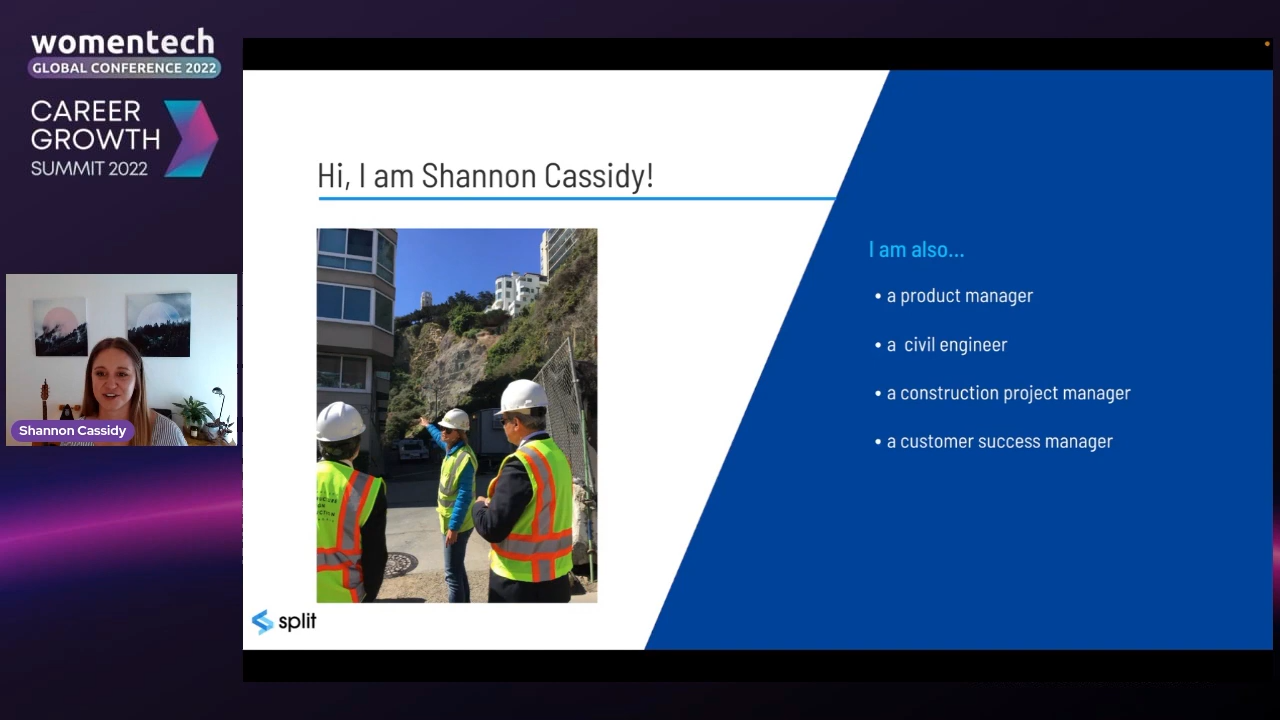 womentech
GLOBAL CONFERENCE 2022
CAREER
GROWTH
SUMMIT 2022
Shannon Cassidy
Hi, I am Shannon Cassidy!
split
I am also...
• a product manager
• a  civil engineer
• a construction project manager
• a customer success manager